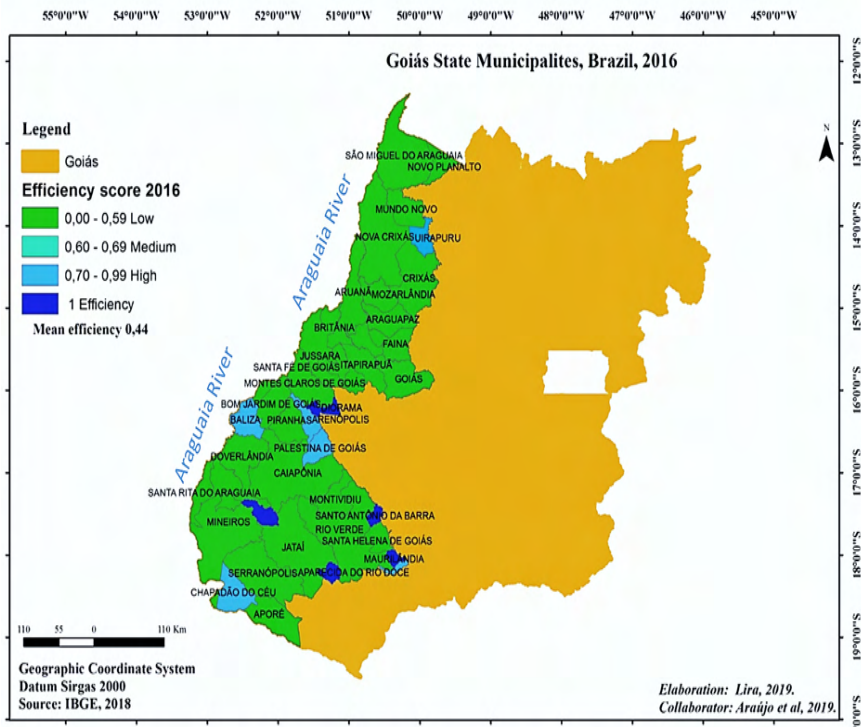 55°0'0"W 54°0'0"W 53°0'0"W 52°0'0"W 51°0'0"W 50°0'0"W 48°0'0"W 47°0'0"W 46°0'0"W 45°0'0"W
Goiás State Municipalites, Brazil, 2016
12°0'0"S
13°0'0"S
14°0'0"S
15°0'0"S
16°0'0"S
17°0'0"S
18°0'0"S
19°0'0"S
0°0'0"S
N
Legend
Goiás
Efficiency score 2016
0,00 - 0,59 Low
0,60 - 0,69 Medium
0,70 - 0,99 High
1 Efficiency
Mean efficiency 0,44
Araguaia River
Araguaia River
SÃO MIGUEL DO ARAGUAIA
NOVO PLANALTO
MUNDO NOVO
NOVA CRIXÁS
UIRAPURU
CRIXÁS
ARUANÃ
MOZARLÂNDIA
ARAGUAPAZ
BRITÂNIA
FAINA
JUSSARA
SANTA FÉ DE GOIÁS
ITAPIRAPUÃ
GOIÁS
MONTES CLAROS DE GOIÁS
BOM JARDIM DE GOIÁS
DIORAMA
BALIZA
PIRANHAS
ARENÓPOLIS
PALESTINA DE GOIÁS
DOVERLÂNDIA
CAIAPÔNIA
SANTA RITA DO ARAGUAIA
MONTIVIDIU
MINEIROS
SANTO ANTÔNIO DA BARRA
RIO VERDE
SANTA HELENA DE GOIÁS
JATAÍ
MAURILÂNDIA
SERRANÓPOLIS
APARECIDA DO RIO DOCE
CHAPADÃO DO CÉU
APORÉ
110 55 0 110 Km
Geographic Coordinate System
Datum Sirgas 2000
Source: IBGE, 2018
Elaboration: Lira, 2019.
Collaborator: Araújo et al, 2019.